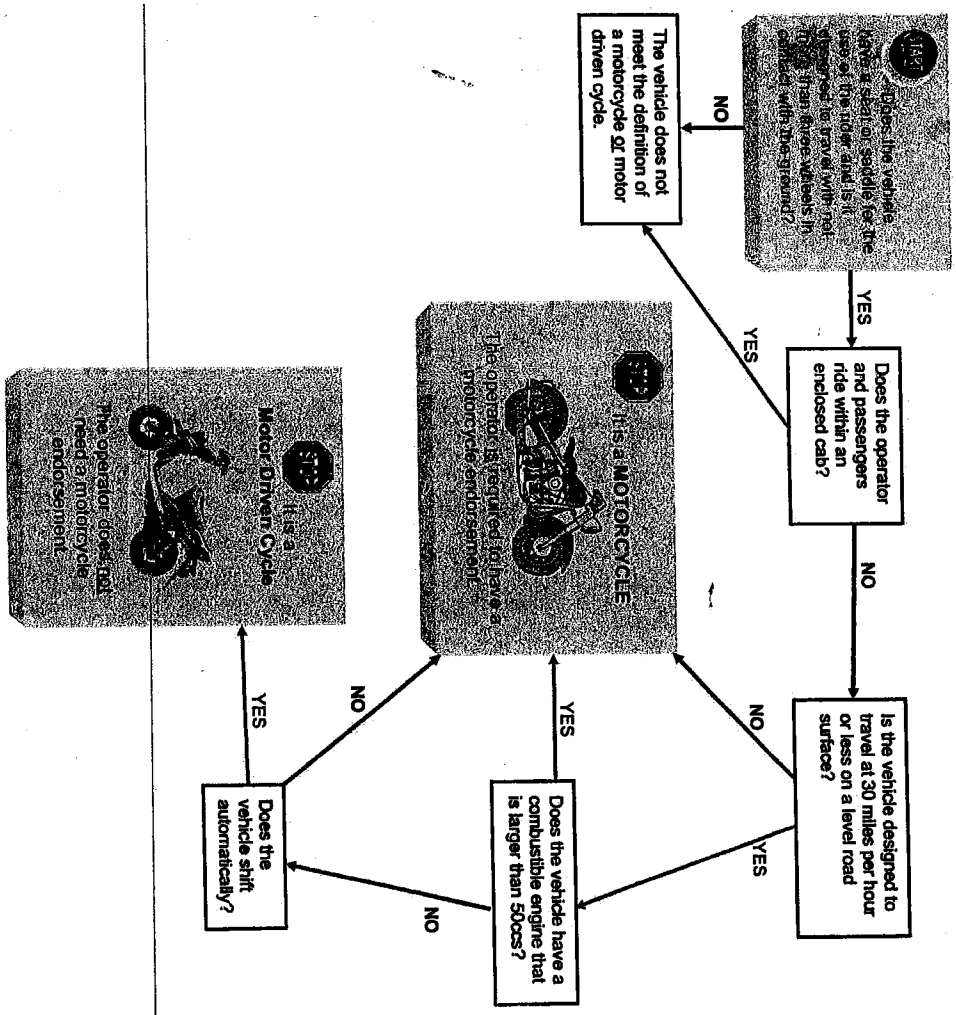 START
Does the vehicle
have a seat or saddle for the
use of the rider and is it
designed to travel with not
more than three wheels in
contact with the ground?
NO
The vehicle does not
meet the definition of
a motorcycle or motor
driven cycle.
YES
Does the operator
and passengers
ride within an
enclosed cab?
YES
NO
Is the vehicle designed to
travel at 30 miles per hour
or less on a level road
surface?
NO
YES
STOP
It is a MOTORCYCLE
The operator is required to have a
motorcycle endorsement
Does the vehicle have a
combustible engine that
is larger than 50ccs?
YES
NO
Does the
vehicle shift
automatically?
NO
YES
STOP
It is a
Motor Driven Cycle
The operator does not
need a motorcycle
endorsement